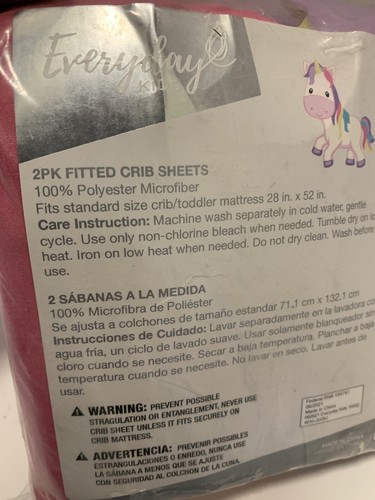 Everyday
KIDS
2PK FITTED CRIB SHEETS
100% Polyester Microfiber
Fits standard size crib/toddler mattress 28 in. x 52 in.
Care Instruction: Machine wash separately in cold water, gentle
cycle. Use only non-chlorine bleach when needed. Tumble dry on lo
heat. Iron on low heat when needed. Do not dry clean. Wash before
use.
2 SÁBANAS A LA MEDIDA
100% Microfibra de Poliéster
Se ajusta a colchones de tamaño estandar 71,1 cm x 132.1 cm
Instrucciones de Cuidado: Lavar separadamente en la lavadora co
agua fría, un ciclo de lavado suave. Usar solamente blanqueador sin
cloro cuando se necesite. Secar a baja temperatura. Planchar a baja
temperatura cuando se necesite. No lavar en seco. Lavar antes de
usar.
WARNING: PREVENT POSSIBLE
STRAGULATION OR ENTANGLEMENT, NEVER USE
CRIB SHEET UNLESS IT FITS SECURELY ON
CRIB MATTRESS.
ADVERTENCIA: PREVENIR POSIBLES
ESTRANGULACIONES O ENREDO, NUNCA USE
LA SÁBANA A MENOS QUE SE AJUSTE
CON SEGURIDAD AL COLCHON DE LA CUNA.
Made in China